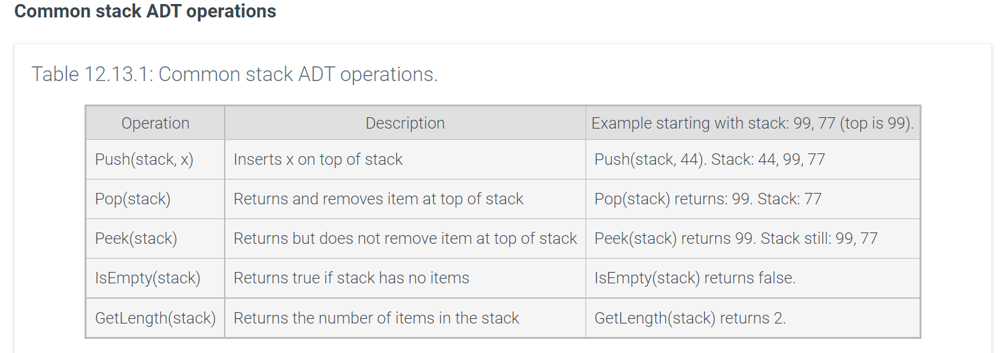 Common stack ADT operations
Table 12.13.1: Common stack ADT operations.
Operation Description Example starting with stack: 99, 77 (top is 99).
Push(stack, x) Inserts x on top of stack Push(stack, 44). Stack: 44, 99, 77
Pop(stack) Returns and removes item at top of stack Pop(stack) returns: 99. Stack: 77
Peek(stack) Returns but does not remove item at top of stack Peek(stack) returns 99. Stack still: 99, 77
IsEmpty(stack) Returns true if stack has no items IsEmpty(stack) returns false.
GetLength(stack) Returns the number of items in the stack GetLength(stack) returns 2.